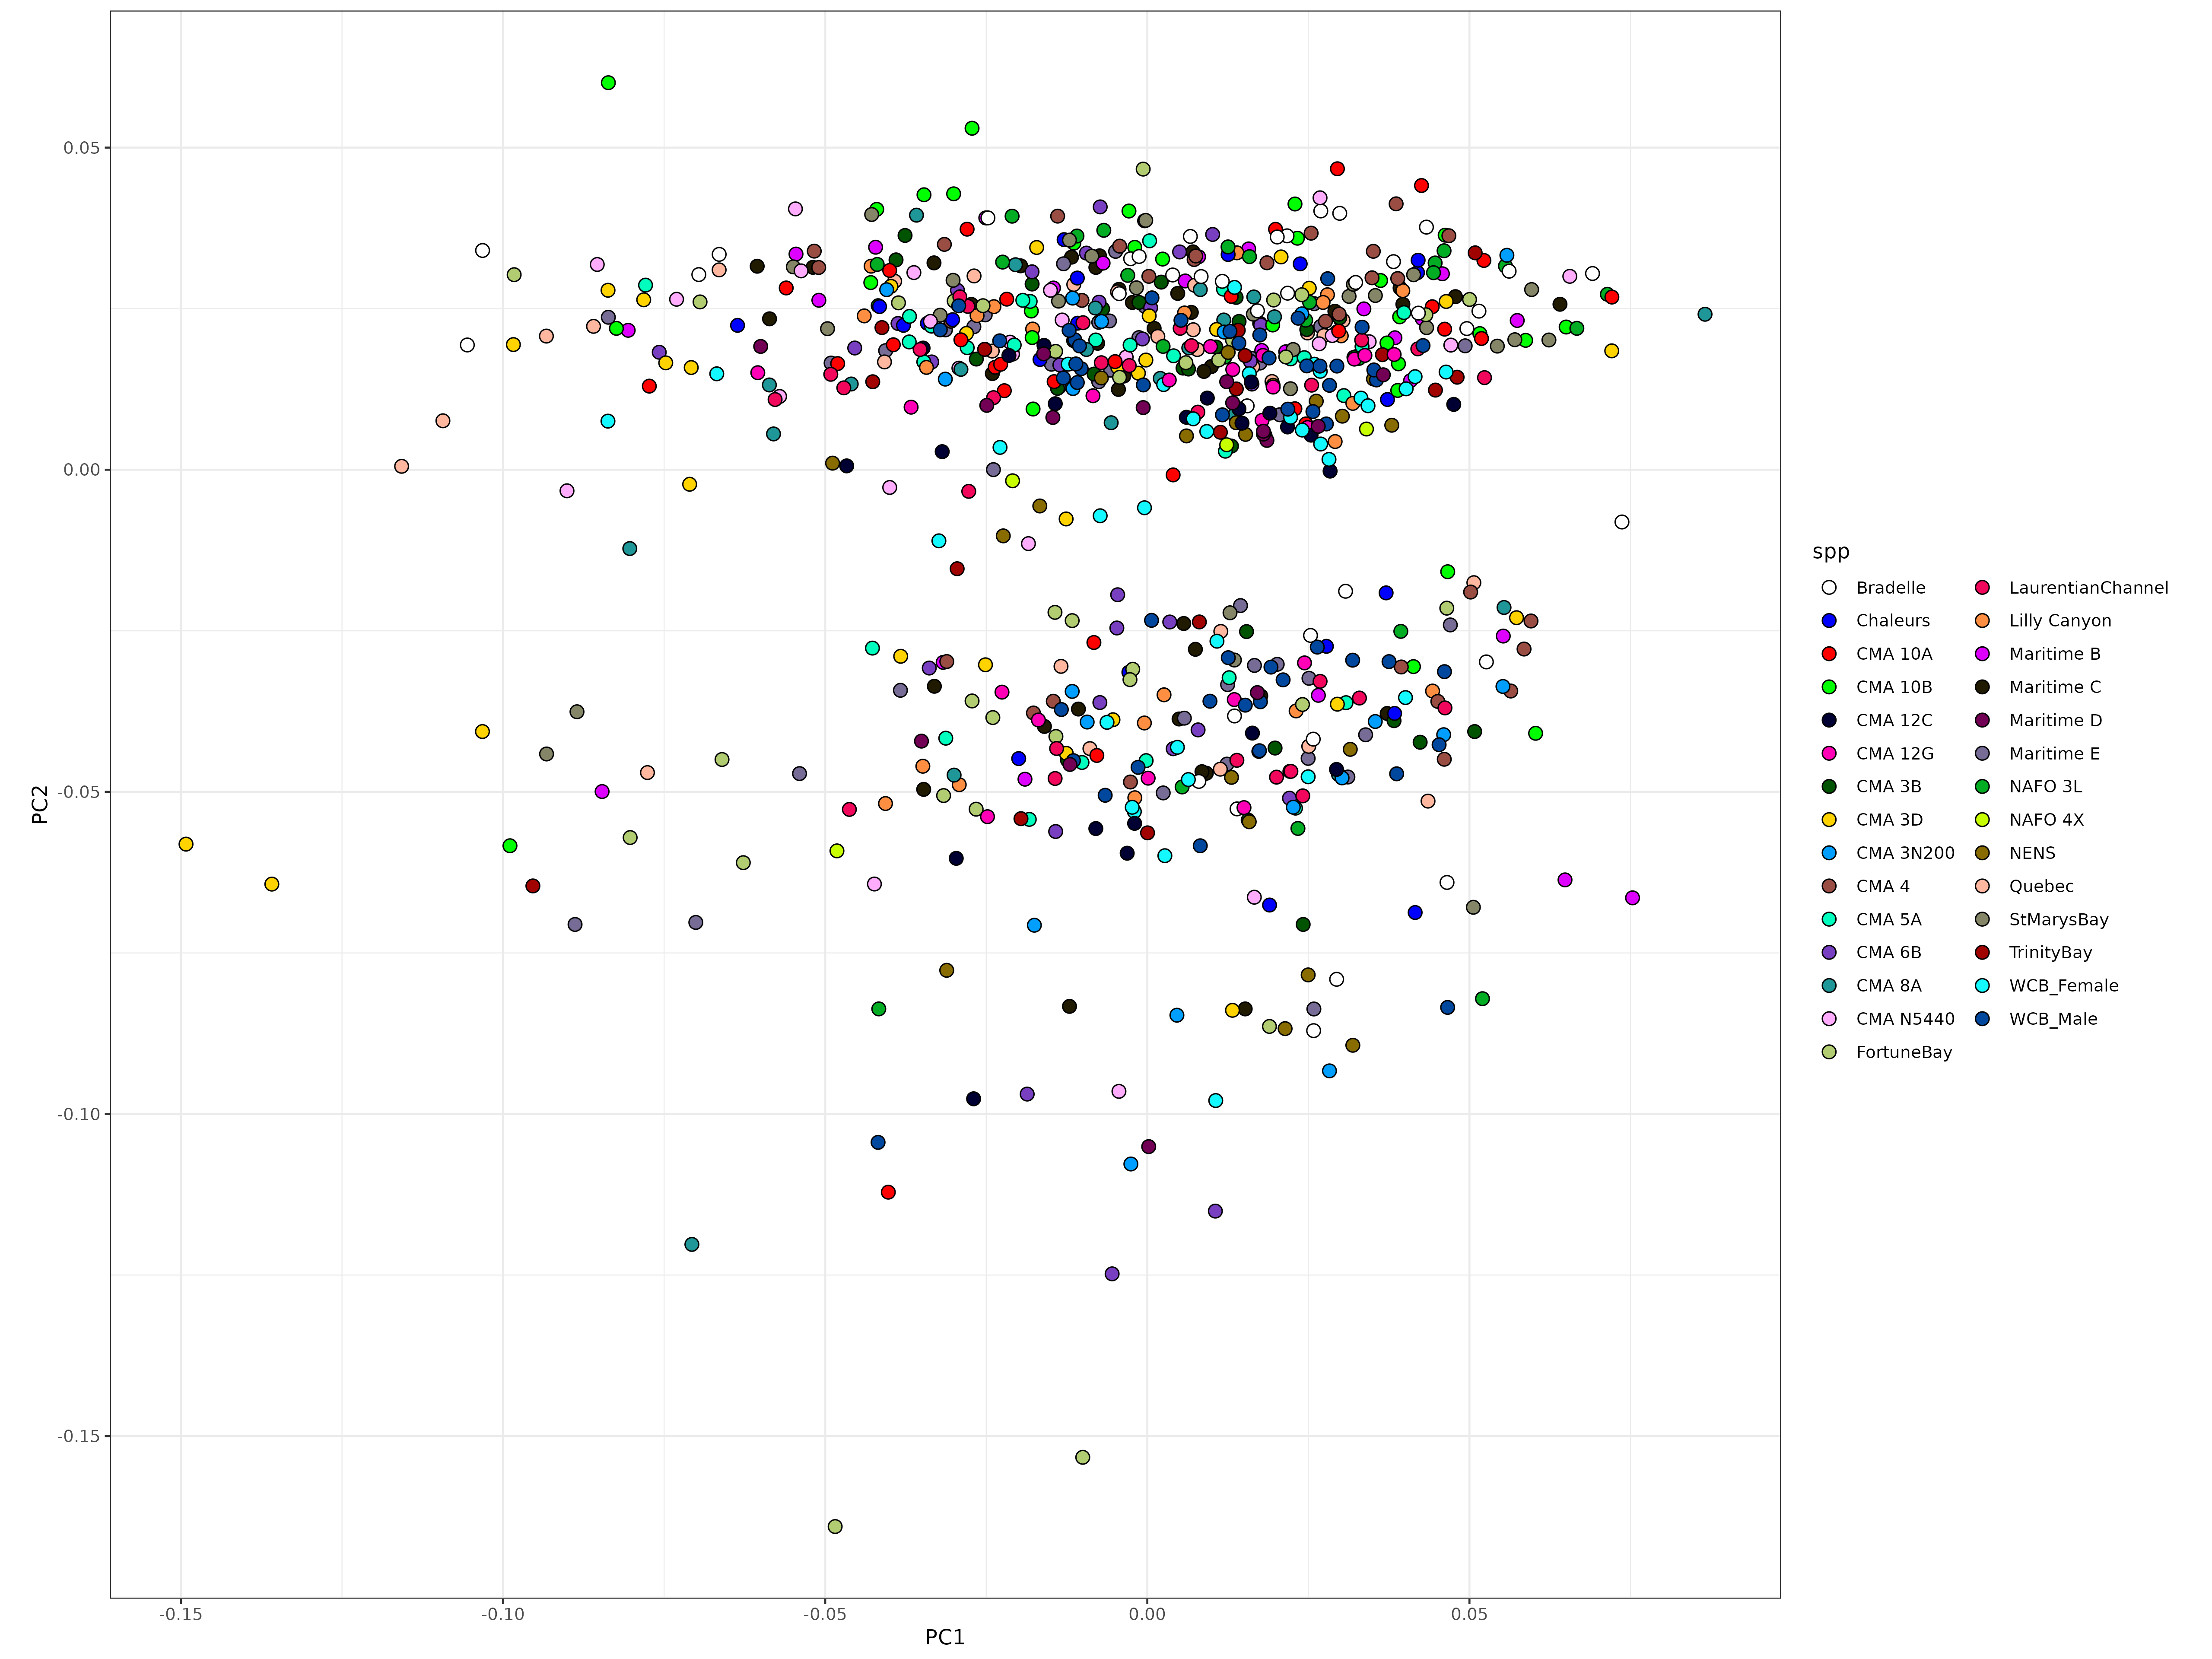 0.05
0.00
-0.05
-0.10
-0.15
PC2
-0.15
-0.10
-0.05
0.00
0.05
PC1
spp
Bradelle
Chaleurs
CMA 10A
CMA 10B
CMA 12C
CMA 12G
CMA 3B
CMA 3D
CMA 3N200
CMA 4
CMA 5A
CMA 6B
CMA 8A
CMA N5440
FortuneBay
LaurentianChannel
Lilly Canyon
Maritime B
Maritime C
Maritime D
Maritime E
NAFO 3L
NAFO 4X
NENS
Quebec
StMarysBay
TrinityBay
WCB_Female
WCB_Male